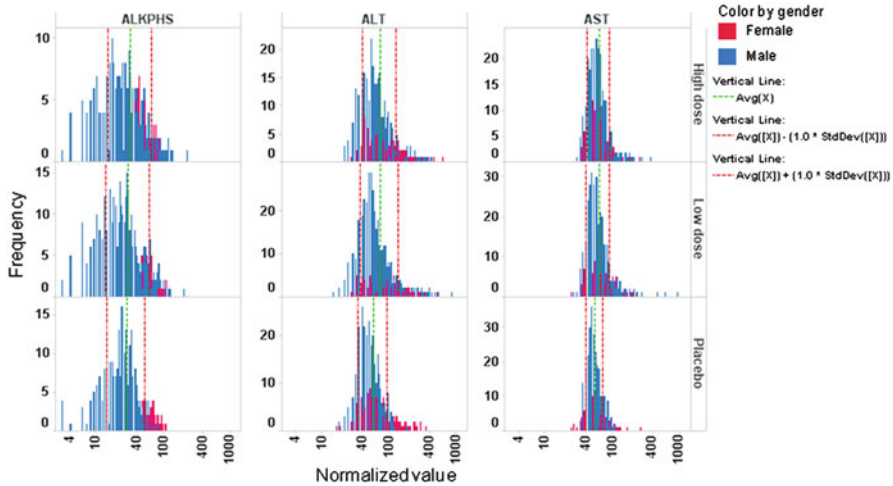 ALKPHS ALT AST
Color by gender
Female
Male
Vertical Line:
Avg(X)
Vertical Line:
Avg([X]) - (1.0 * StdDev([X]))
Vertical Line:
Avg([X]) + (1.0 * StdDev([X]))
Frequency
10
5
0
20
15
10
5
0
20
15
10
5
0
High dose
15
10
5
0
20
10
0
30
20
10
0
Low dose
15
10
5
0
20
10
0
30
20
10
0
Placebo
4 10 40 100 400 1000
4 10 40 100 400 1000
4 10 40 100 400 1000
Normalized value